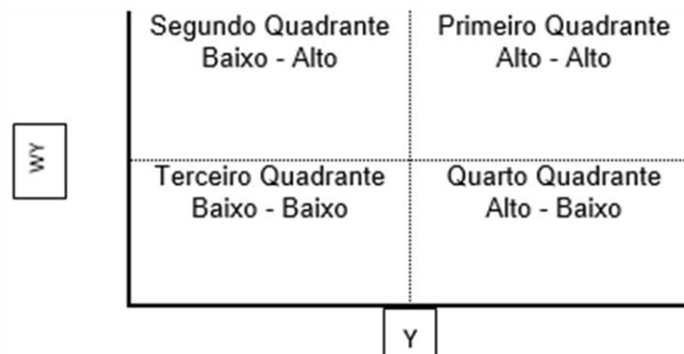 Segundo Quadrante
Baixo - Alto
Primeiro Quadrante
Alto - Alto
WY
Terceiro Quadrante
Baixo - Baixo
Quarto Quadrante
Alto - Baixo
Y